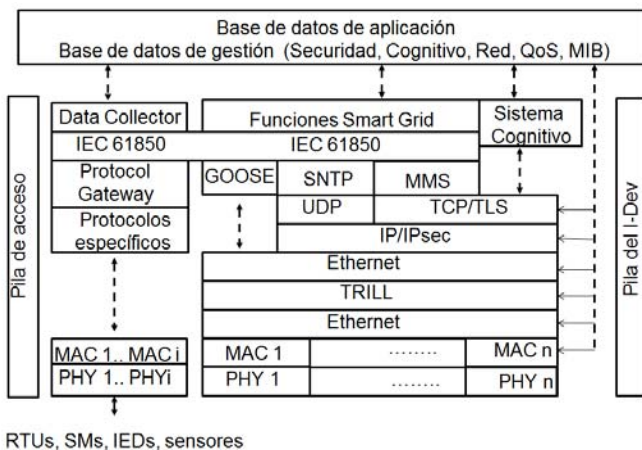 Base de datos de aplicación
Base de datos de gestión (Securidad, Cognitivo, Red, QoS, MIB)
Pila de acceso
Data Collector
IEC 61850
Protocol
Gateway
Protocolos
específicos
MAC 1.. MAC i
PHY 1.. PHYi
RTUs, SMs, IEDs, sensores
Funciones Smart Grid
IEC 61850
Sistema
Cognitivo
GOOSE
SNTP
MMS
UDP
TCP/TLS
IP/IPsec
Ethernet
TRILL
Ethernet
MAC 1
........
MAC n
PHY 1
........
PHY n
Pila del I-Dev